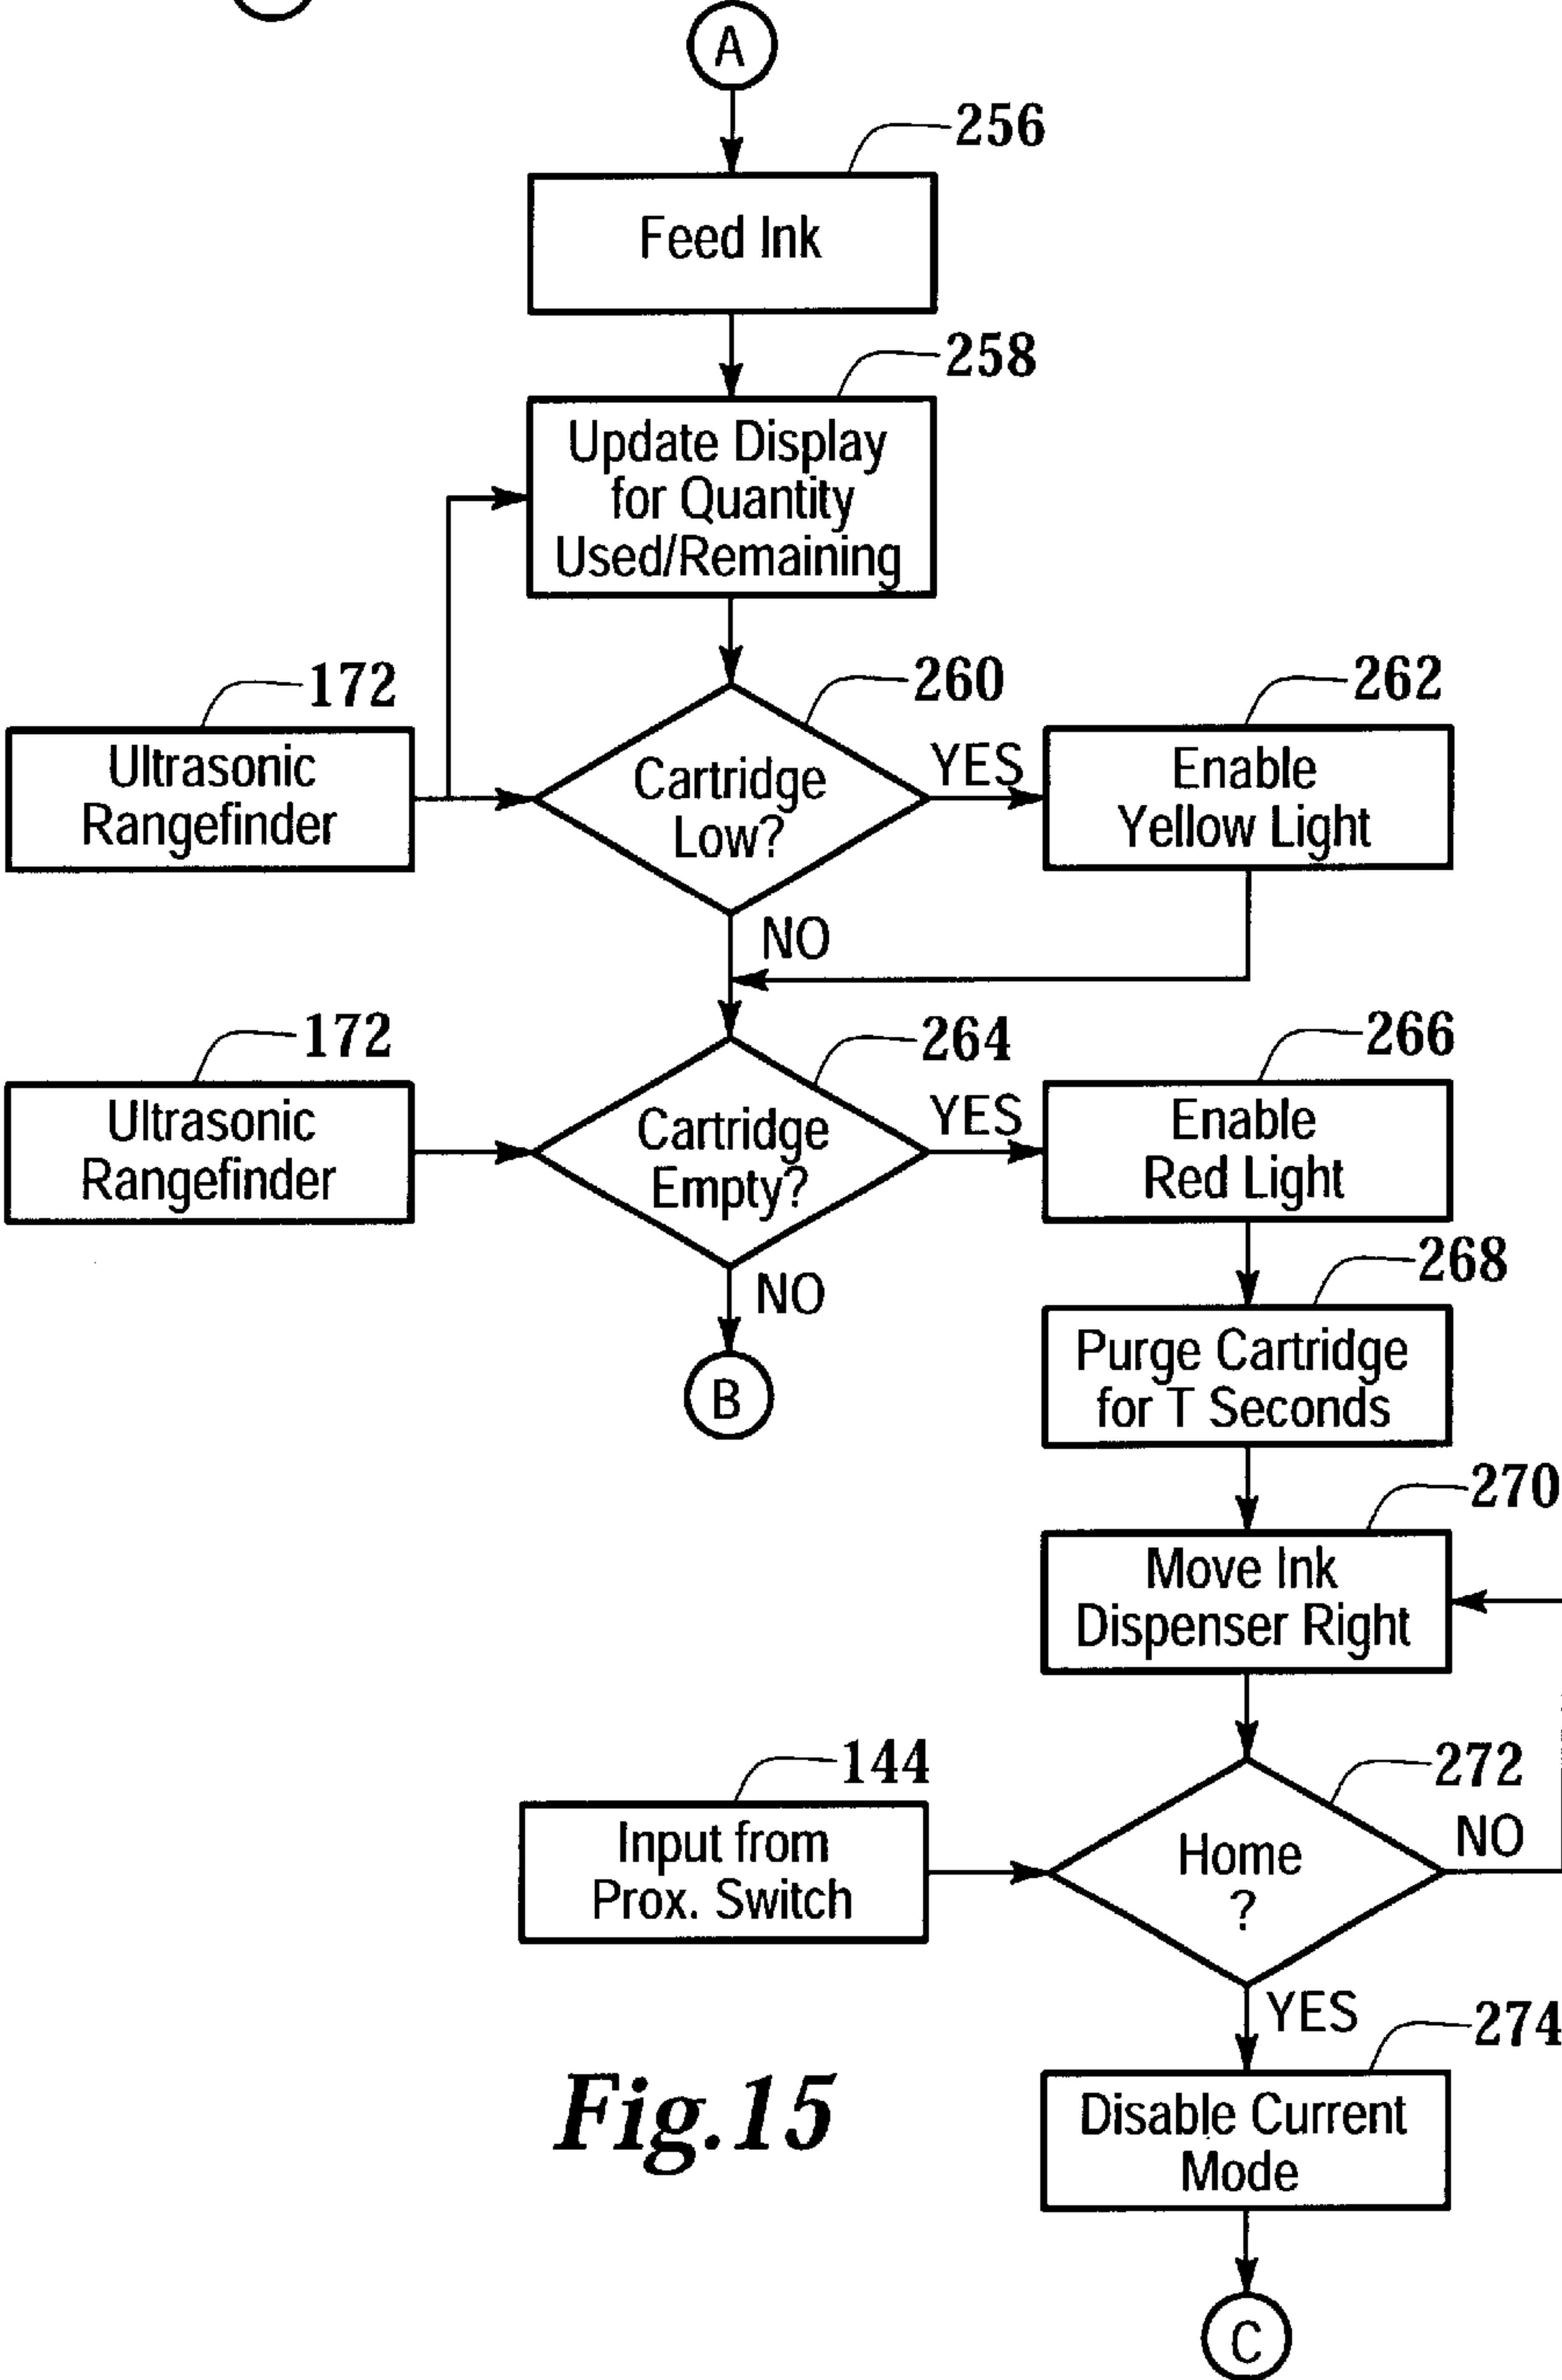 A
256
Feed Ink
258
Update Display
for Quantity
Used/Remaining
172
260
262
Ultrasonic
Rangefinder
Cartridge
Low?
YES
Enable
Yellow Light
NO
172
264
266
Ultrasonic
Rangefinder
Cartridge
Empty?
YES
Enable
Red Light
NO
268
B
Purge Cartridge
for T Seconds
270
Move Ink
Dispenser Right
144
272
Input from
Prox. Switch
Home
?
NO
YES
274
Fig.15
Disable Current
Mode
C